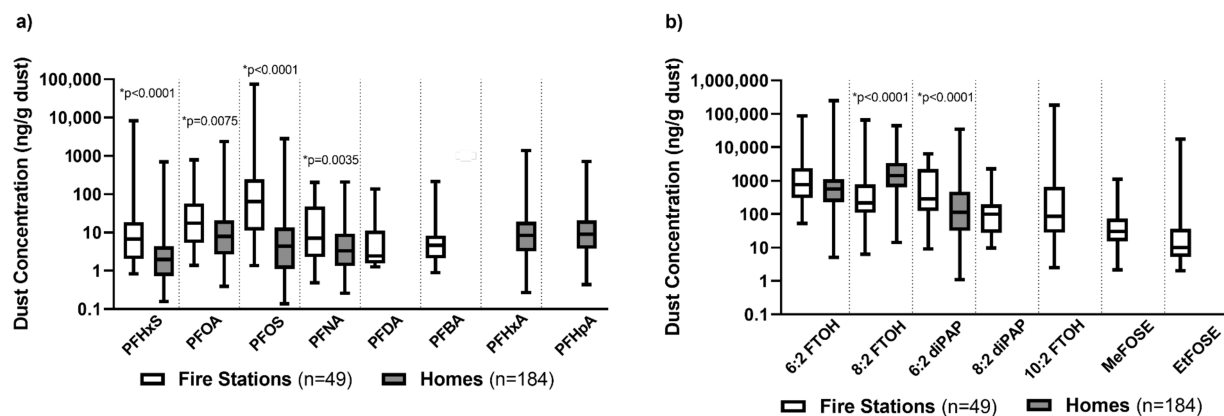 a)
Dust Concentration (ng/g dust)
100,000
10,000
1000
100
10
1
0.1
*p<0.0001
*p=0.0075
*p<0.0001
*p=0.0035
PFHxS
PFOA
PFOS
PFNA
PFDA
PFBA
PFHxA
PFHpA
Fire Stations (n=49) Homes (n=184)
b)
Dust Concentration (ng/g dust)
1,000,000
100,000
10,000
1000
100
10
1
0.1
*p<0.0001
*p<0.0001
6:2 FTOH
8:2 FTOH
6:2 diPAP
8:2 diPAP
10:2 FTOH
MeFOSE
EtFOSE
Fire Stations (n=49) Homes (n=184)